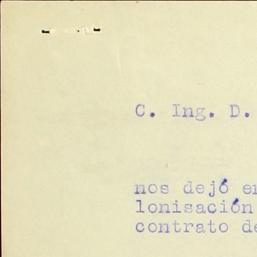 C. Ing. D.
nos dejó en
lonisación
contrato de